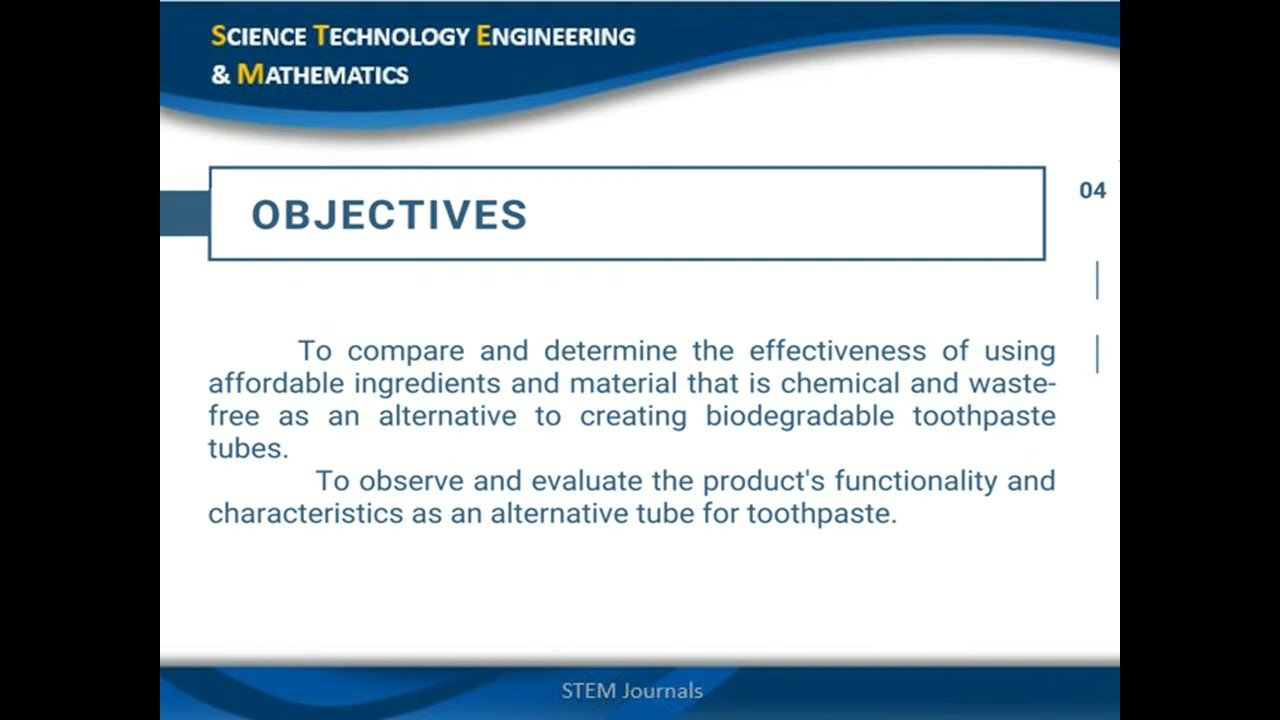 SCIENCE TECHNOLOGY ENGINEERING
& MATHEMATICS
OBJECTIVES
04
To compare and determine the effectiveness of using
affordable ingredients and material that is chemical and waste-
free as an alternative to creating biodegradable toothpaste
tubes.
To observe and evaluate the product's functionality and
characteristics as an alternative tube for toothpaste.
STEM Journals